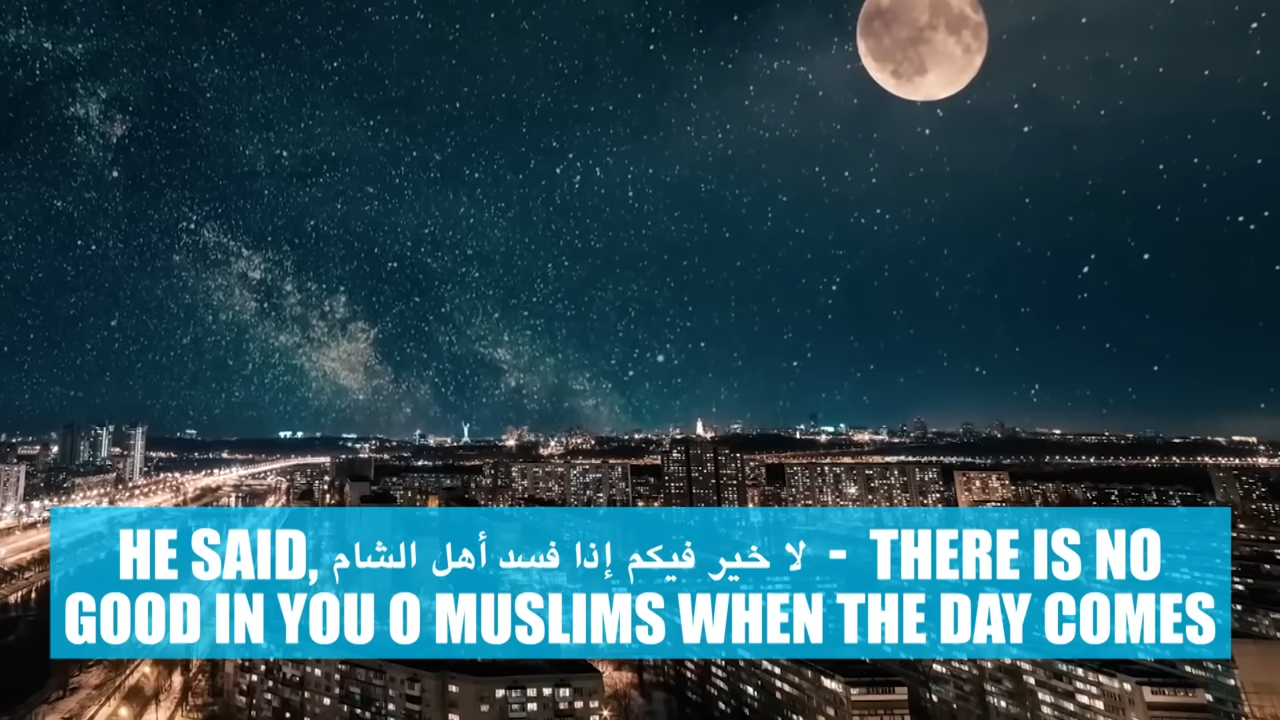 HE SAID, لا خير فيكم إذا فسد أهل الشام - THERE IS NO
GOOD IN YOU O MUSLIMS WHEN THE DAY COMES